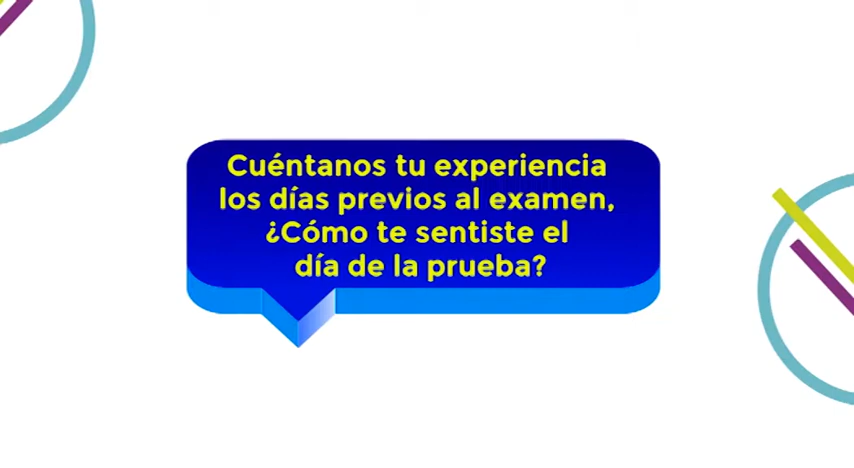 Cuéntanos tu experiencia
los días previos al examen,
¿Cómo te sentiste el
día de la prueba?